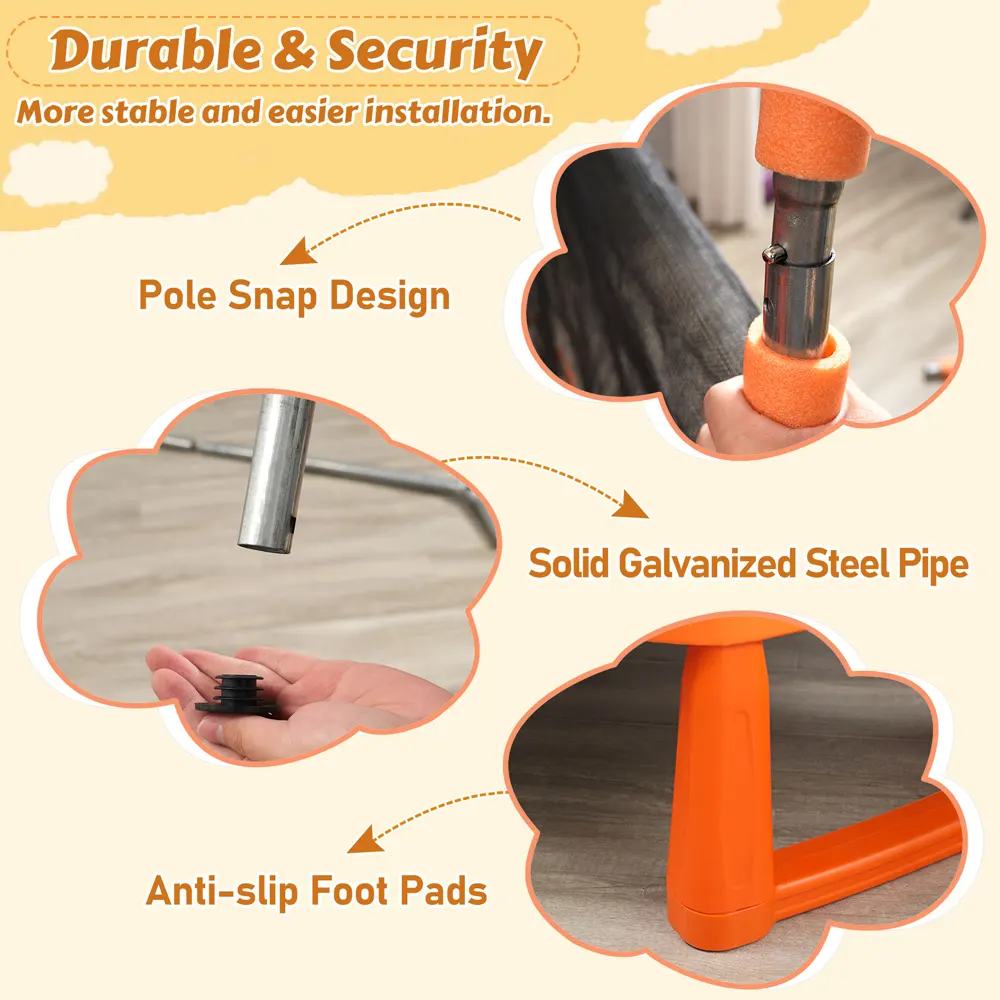 Durable & Security
More stable and easier installation.
Pole Snap Design
Solid Galvanized Steel Pipe
Anti-slip Foot Pads